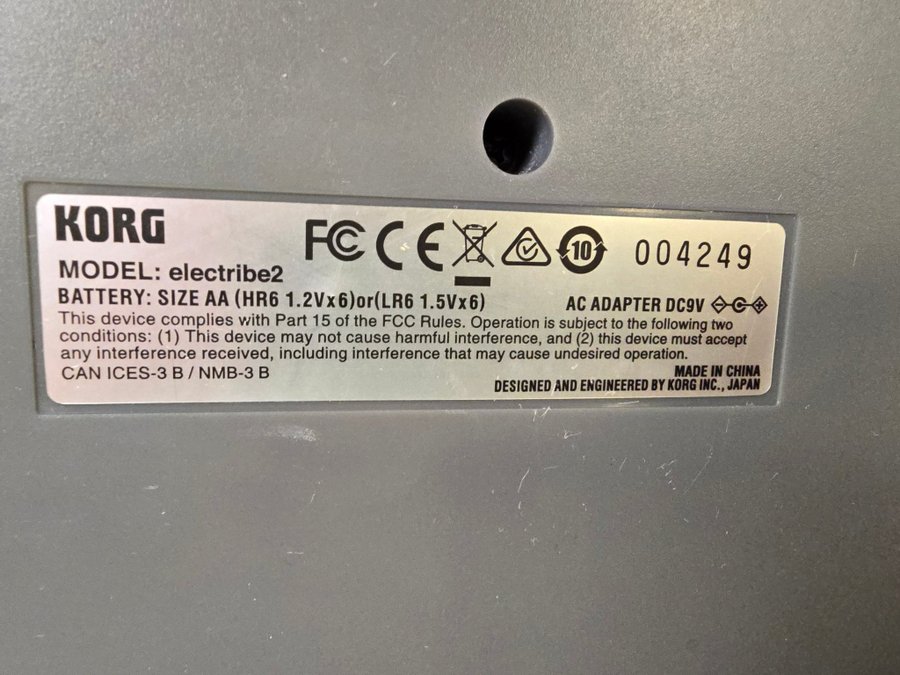 KORG
FC CE 10 004249
MODEL: electribe2
BATTERY: SIZE AA (HR6 1.2Vx6)or(LR6 1.5Vx6) AC ADAPTER DC9V
This device complies with Part 15 of the FCC Rules. Operation is subject to the following two
conditions: (1) This device may not cause harmful interference, and (2) this device must accept
any interference received, including interference that may cause undesired operation.
CAN ICES-3 B / NMB-3 B
MADE IN CHINA
DESIGNED AND ENGINEERED BY KORG INC., JAPAN